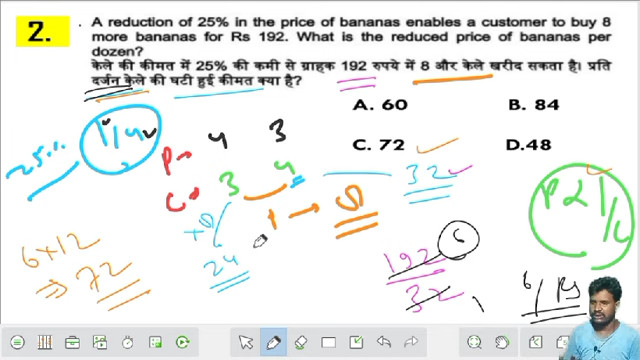 2.
. A reduction of 25% in the price of bananas enables a customer to buy 8
more bananas for Rs 192. What is the reduced price of bananas per
dozen?
केले की कीमत में 25% की कमी से ग्राहक 192 रुपये में 8 और केले खरीद सकता है। प्रति
दर्जन केले की घटी हुई कीमत क्या है?
A. 60 B. 84
C. 72 D.48
25% 1/4
P → 4 3
C → 3 4 32
1 → 8
×8
24
6×12
⇒ 72
192 6
32 1
P ∝ 1/C
6/Rs